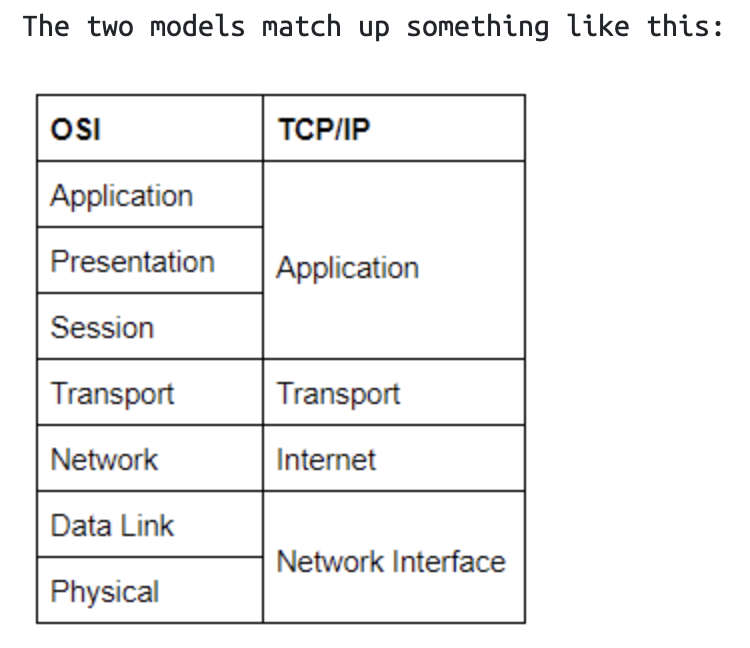 The two models match up something like this:
OSI TCP/IP
Application
Presentation Application
Session
Transport Transport
Network Internet
Data Link
Network Interface
Physical